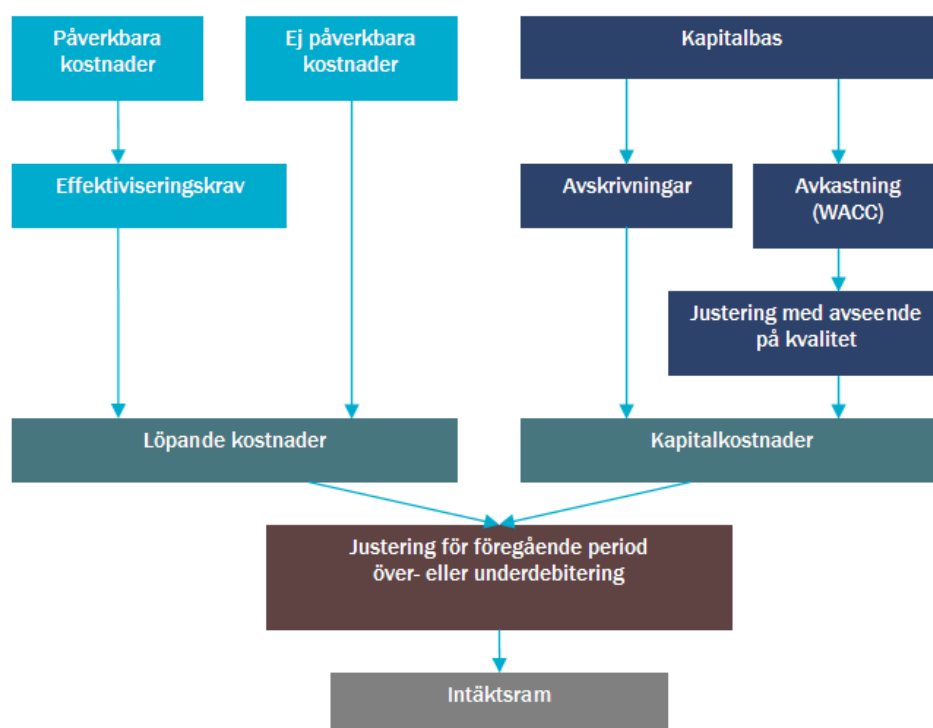 Påverkbara
kostnader
Ej påverkbara
kostnader
Kapitalbas
Effektiviseringskrav
Avskrivningar
Avkastning
(WACC)
Justering med avseende
på kvalitet
Löpande kostnader
Kapitalkostnader
Justering för föregående period
över- eller underdebitering
Intäktsram